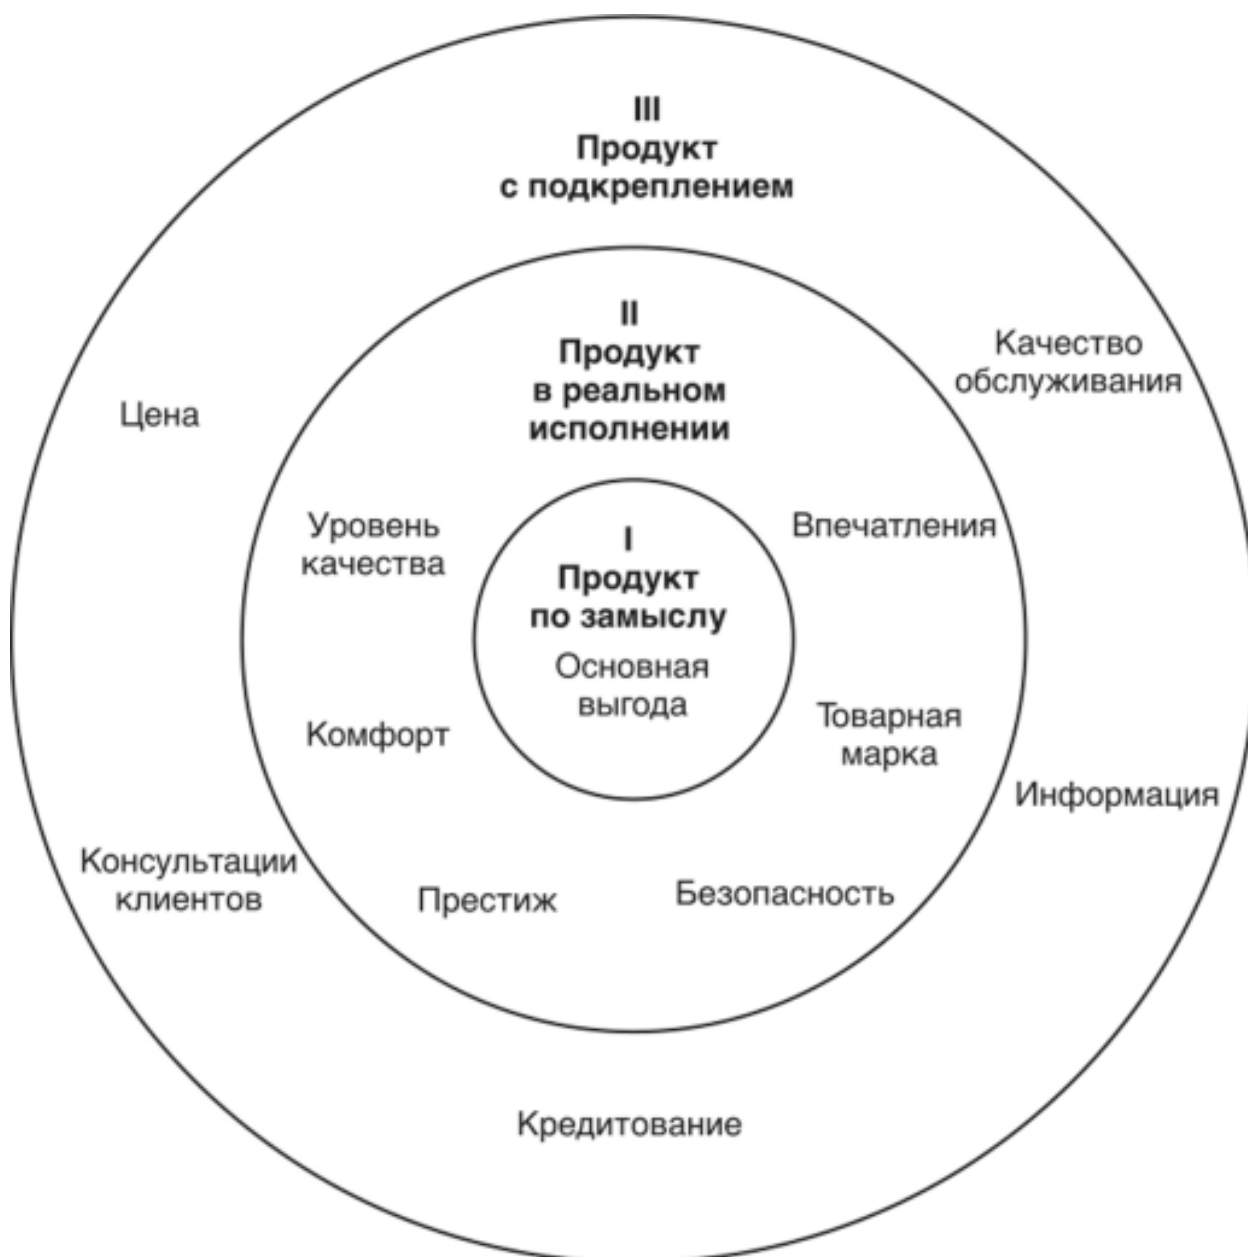 III
Продукт
с подкреплением
II
Продукт
в реальном
исполнении
Качество
обслуживания
Цена
Уровень
качества
I
Продукт
по замыслу
Основная
выгода
Впечатления
Комфорт
Товарная
марка
Информация
Консультации
клиентов
Престиж
Безопасность
Кредитование